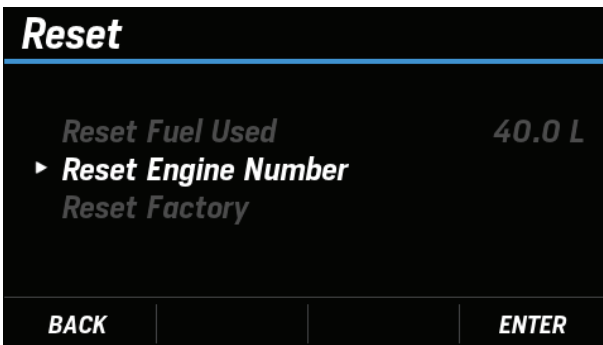 Reset
Reset Fuel Used 40.0 L
Reset Engine Number
Reset Factory
BACK ENTER